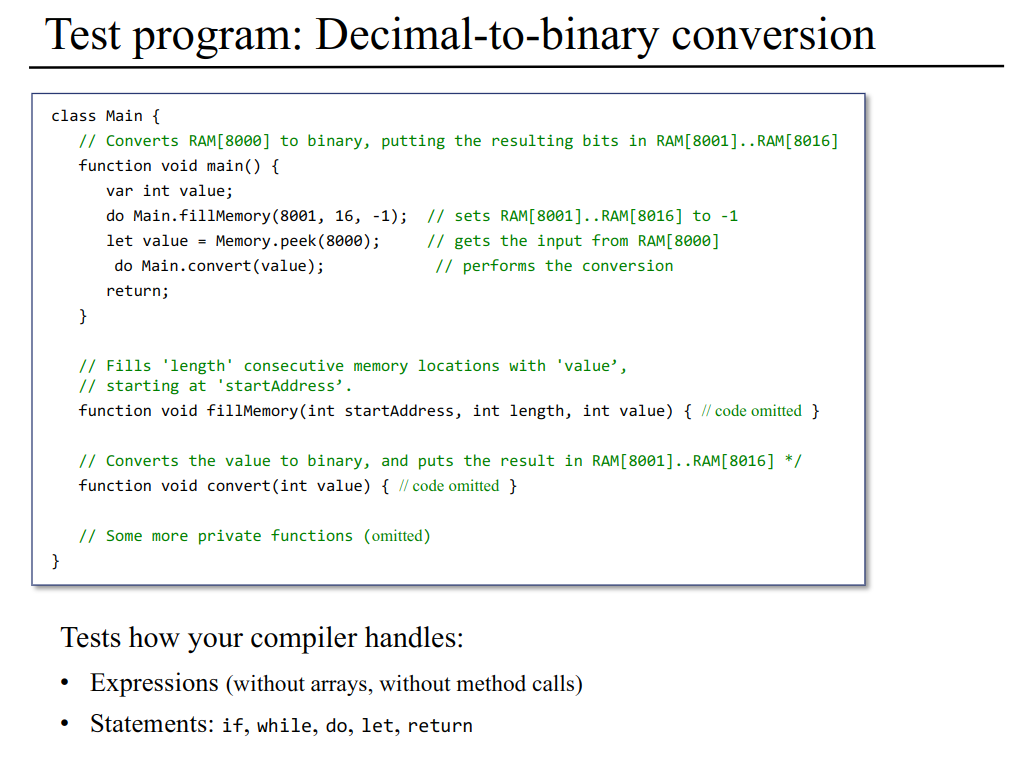 Test program: Decimal-to-binary conversion
class Main {
// Converts RAM[8000] to binary, putting the resulting bits in RAM[8001]..RAM[8016]
function void main() {
var int value;
do Main.fillMemory(8001, 16, -1); // sets RAM[8001]..RAM[8016] to -1
let value = Memory.peek(8000); // gets the input from RAM[8000]
do Main.convert(value); // performs the conversion
return;
}
// Fills 'length' consecutive memory locations with 'value’,
// starting at 'startAddress’.
function void fillMemory(int startAddress, int length, int value) { // code omitted }
// Converts the value to binary, and puts the result in RAM[8001]..RAM[8016] */
function void convert(int value) { // code omitted }
// Some more private functions (omitted)
}
Tests how your compiler handles:
• Expressions (without arrays, without method calls)
• Statements: if, while, do, let, return